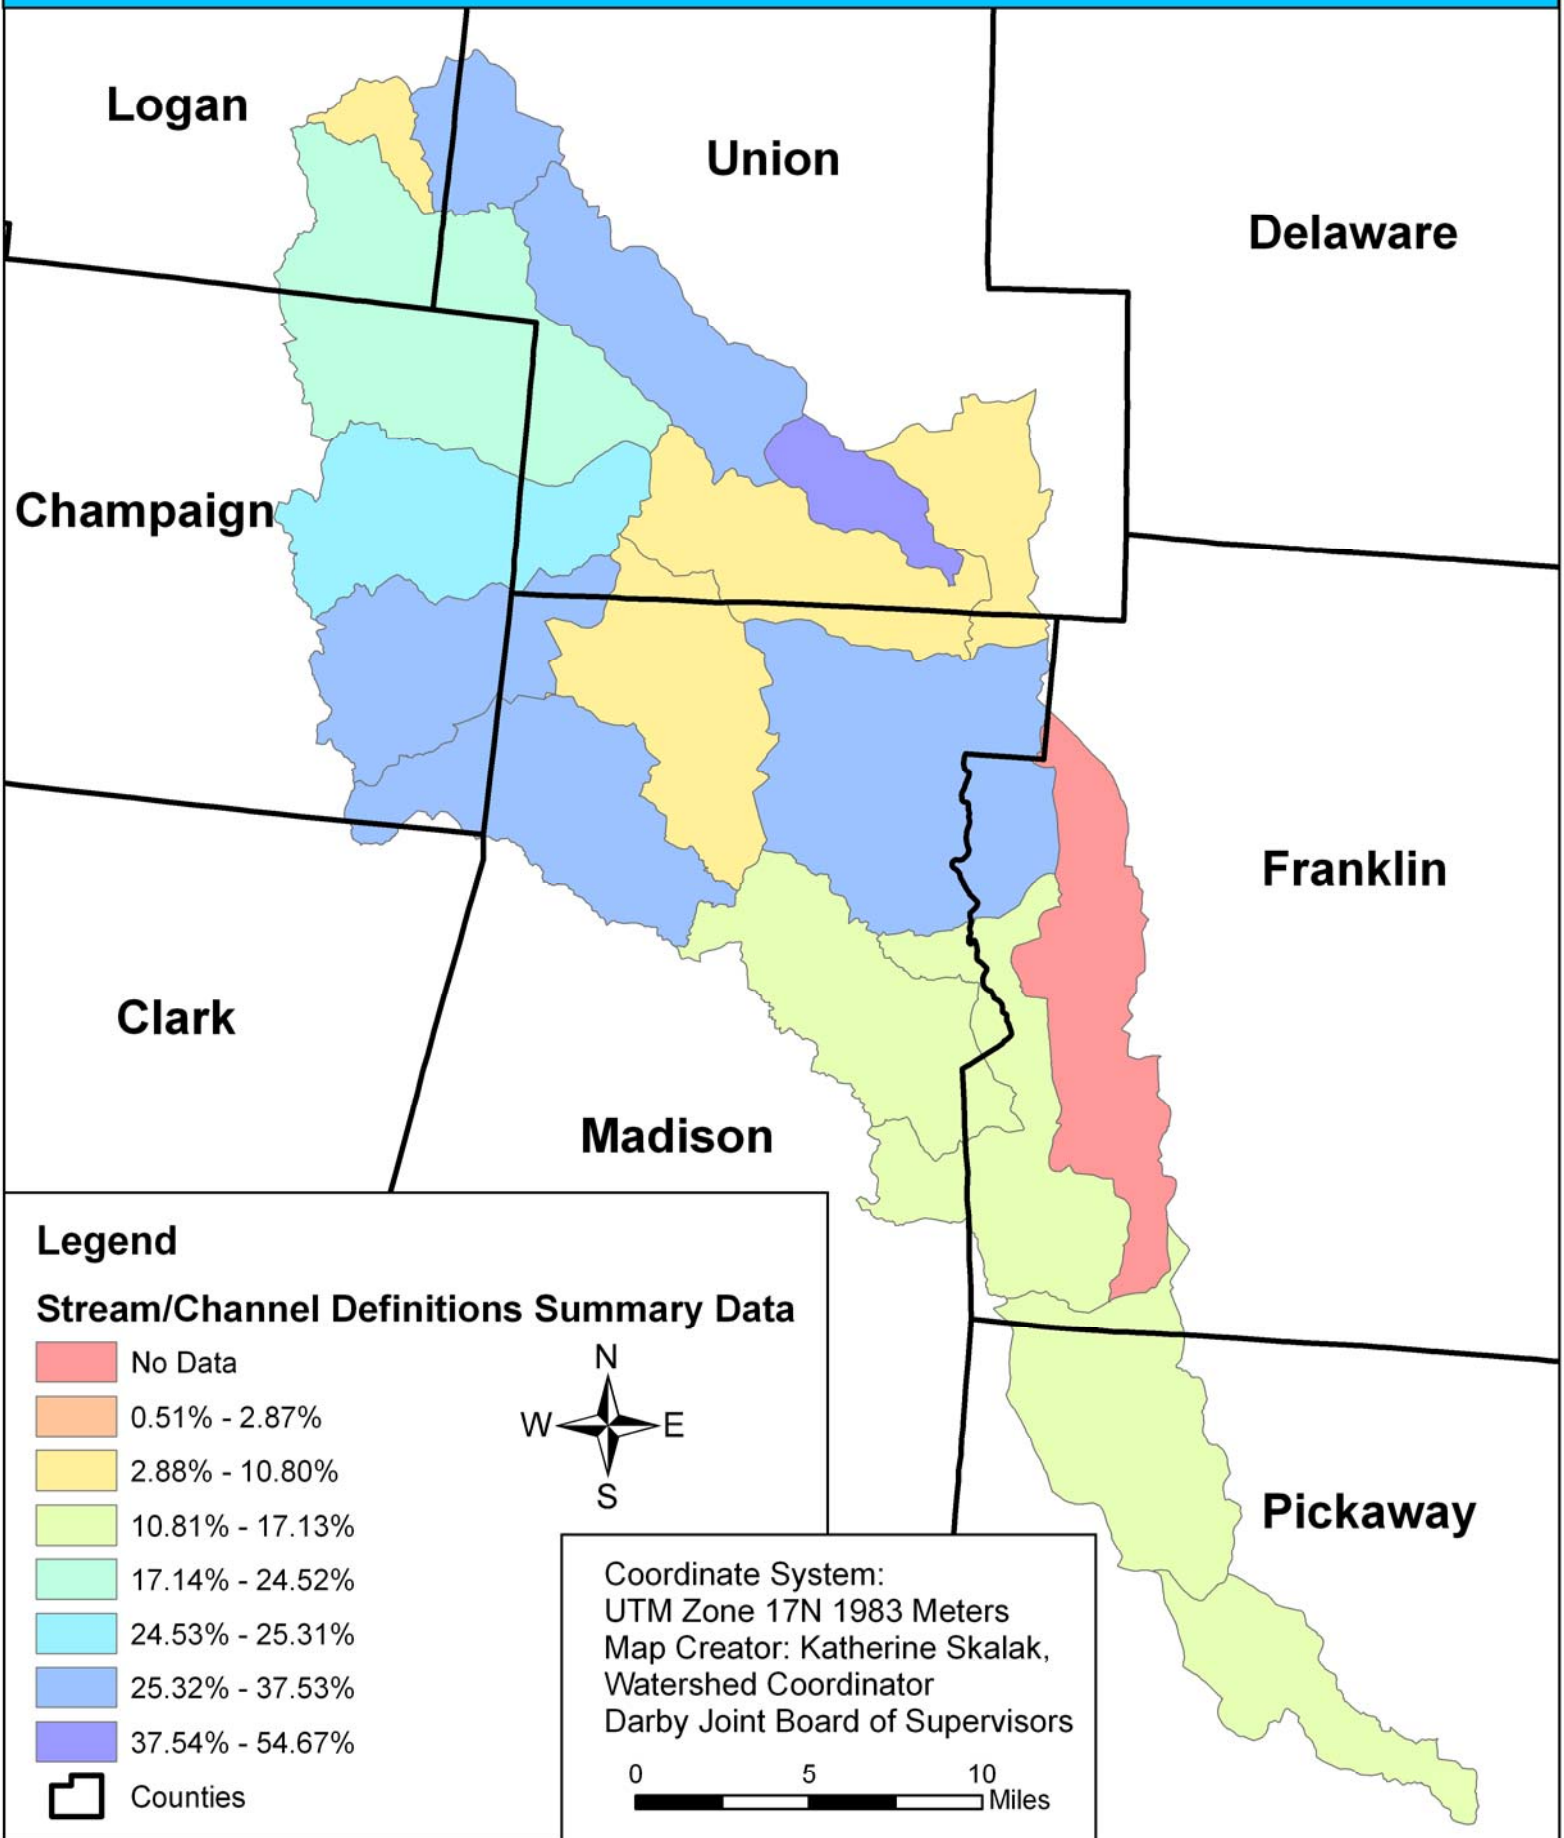 Logan
Union
Delaware
Champaign
Franklin
Clark
Madison
Legend
Stream/Channel Definitions Summary Data
No Data
0.51% - 2.87%
2.88% - 10.80%
10.81% - 17.13%
17.14% - 24.52%
24.53% - 25.31%
25.32% - 37.53%
37.54% - 54.67%
Counties
N
W
E
S
Pickaway
Coordinate System:
UTM Zone 17N 1983 Meters
Map Creator: Katherine Skalak,
Watershed Coordinator
Darby Joint Board of Supervisors
0 5 10
Miles